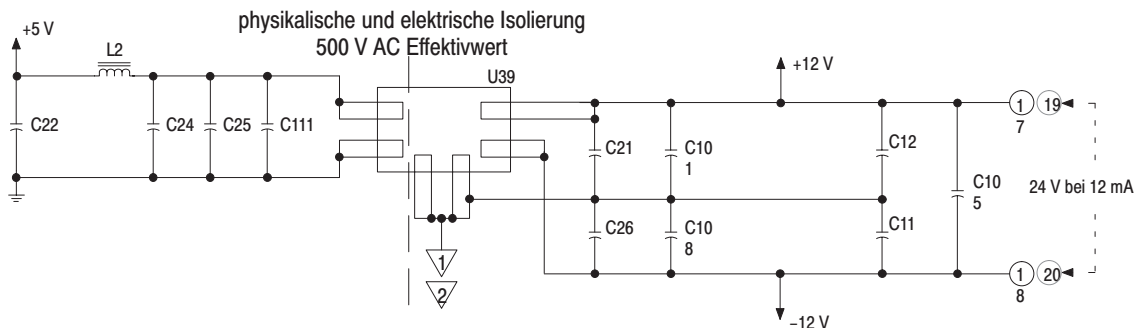 physikalische und elektrische Isolierung
500 V AC Effektivwert
+5 V
L2
U39
+12 V
C22
C24
C25
C111
C21
C10
1
C12
C10
5
1
7
19
24 V bei 12 mA
C26
C10
8
C11
1
2
1
8
20
–12 V